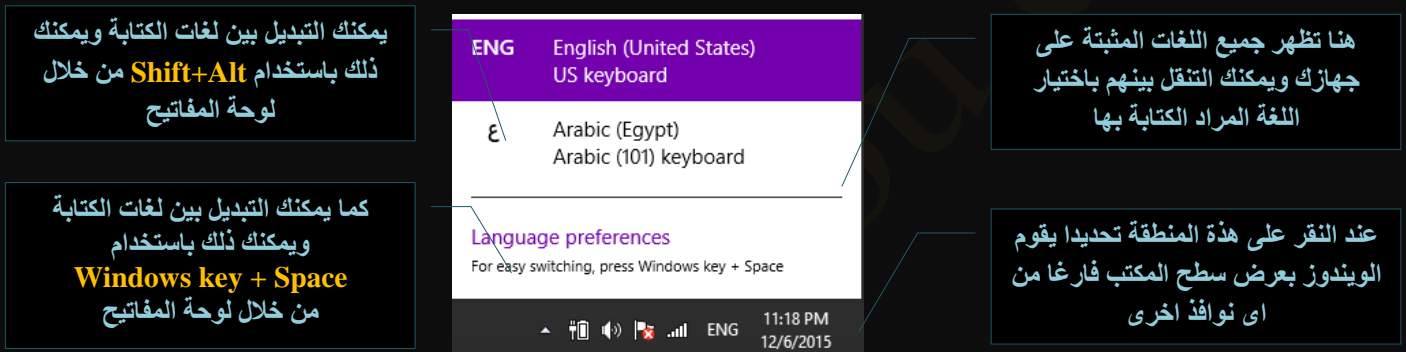 يمكنك التبديل بين لغات الكتابة ويمكنك
ذلك باستخدام Shift+Alt من خلال
لوحة المفاتيح
كما يمكنك التبديل بين لغات الكتابة
ويمكنك ذلك باستخدام
Windows key + Space
من خلال لوحة المفاتيح
ENG English (United States)
US keyboard
ع Arabic (Egypt)
Arabic (101) keyboard
Language preferences
For easy switching, press Windows key + Space
ENG 11:18 PM
12/6/2015
هنا تظهر جميع اللغات المثبتة على
جهازك ويمكنك التنقل بينهم باختيار
اللغة المراد الكتابة بها
عند النقر على هذة المنطقة تحديدا يقوم
الويندوز بعرض سطح المكتب فارغا من
اى نوافذ اخرى